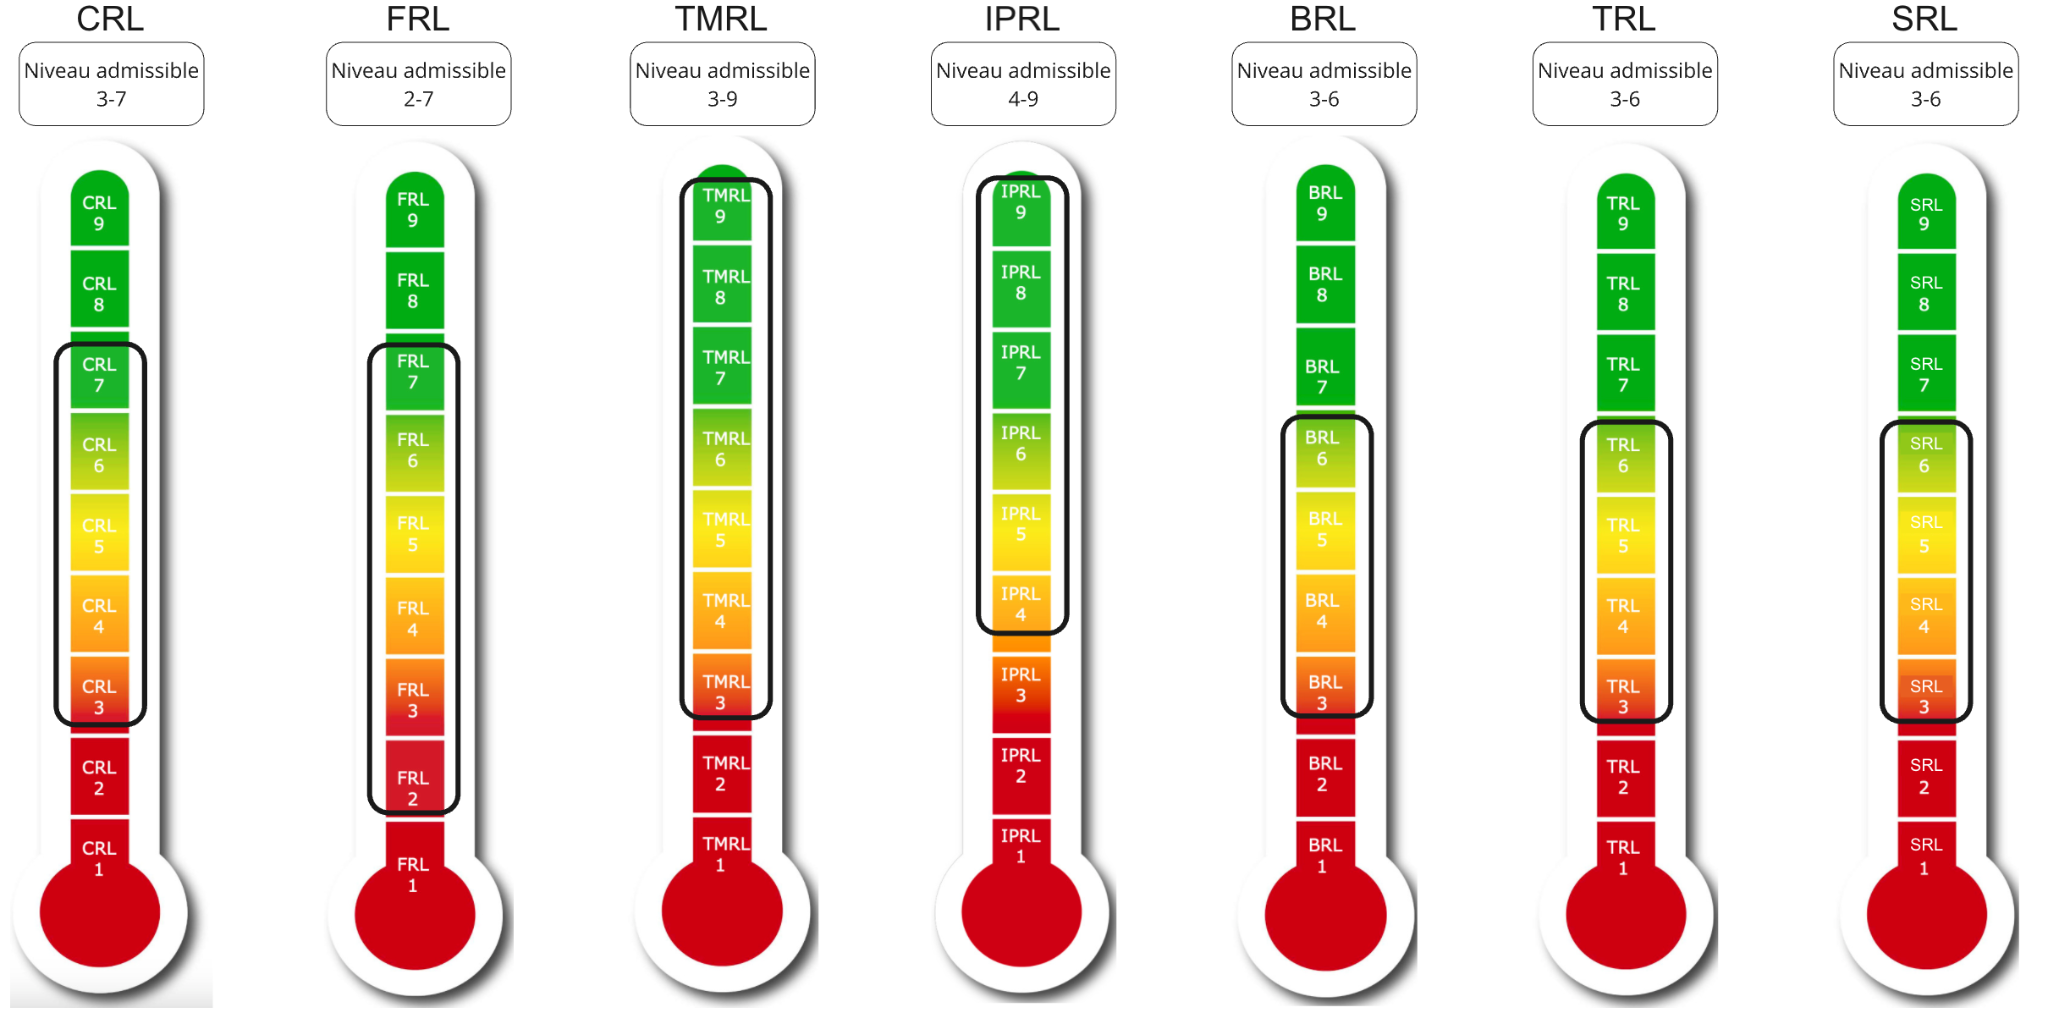 CRL
Niveau admissible
3-7
CRL
9
CRL
8
CRL
7
CRL
6
CRL
5
CRL
4
CRL
3
CRL
2
CRL
1
FRL
Niveau admissible
2-7
FRL
9
FRL
8
FRL
7
FRL
6
FRL
5
FRL
4
FRL
3
FRL
2
FRL
1
TMRL
Niveau admissible
3-9
TMRL
9
TMRL
8
TMRL
7
TMRL
6
TMRL
5
TMRL
4
TMRL
3
TMRL
2
TMRL
1
IPRL
Niveau admissible
4-9
IPRL
9
IPRL
8
IPRL
7
IPRL
6
IPRL
5
IPRL
4
IPRL
3
IPRL
2
IPRL
1
BRL
Niveau admissible
3-6
BRL
9
BRL
8
BRL
7
BRL
6
BRL
5
BRL
4
BRL
3
BRL
2
BRL
1
TRL
Niveau admissible
3-6
TRL
9
TRL
8
TRL
7
TRL
6
TRL
5
TRL
4
TRL
3
TRL
2
TRL
1
SRL
Niveau admissible
3-6
SRL
9
SRL
8
SRL
7
SRL
6
SRL
5
SRL
4
SRL
3
SRL
2
SRL
1